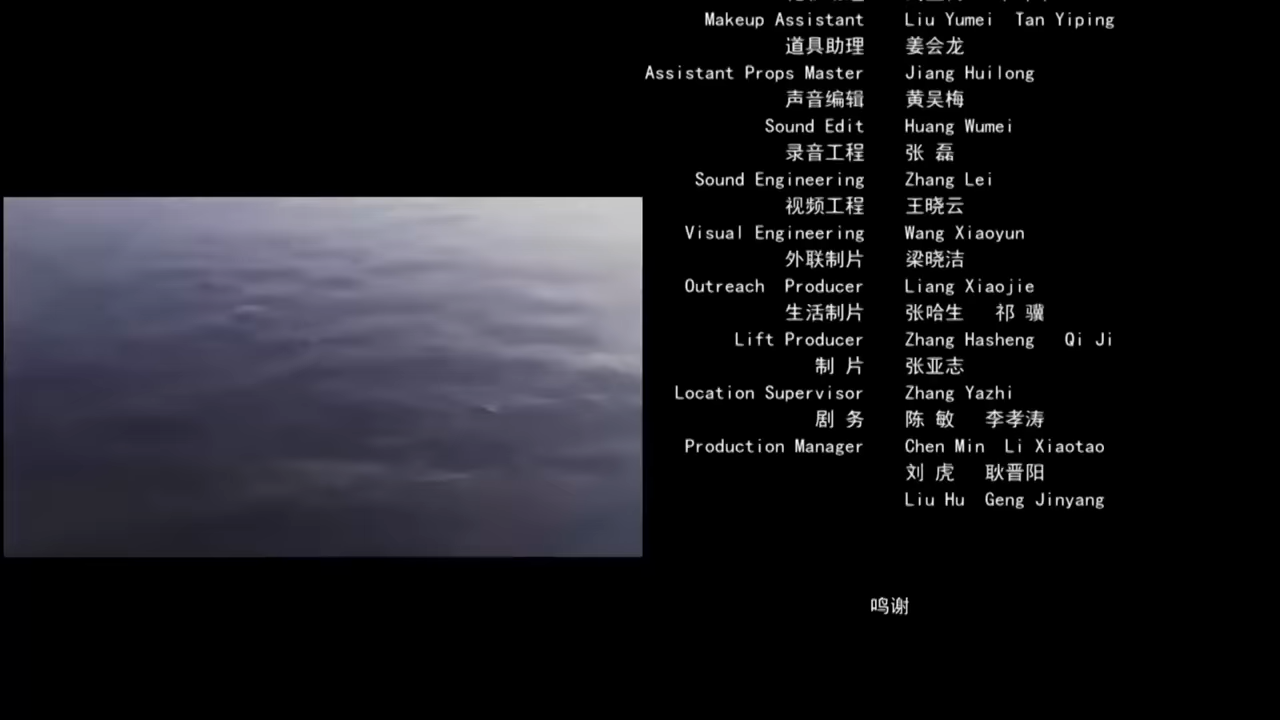 Makeup Assistant Liu Yumei Tan Yiping
道具助理 姜会龙
Assistant Props Master Jiang Huilong
声音编辑 黄吴梅
Sound Edit Huang Wumei
录音工程 张 磊
Sound Engineering Zhang Lei
视频工程 王晓云
Visual Engineering Wang Xiaoyun
外联制片 梁晓洁
Outreach Producer Liang Xiaojie
生活制片 张哈生 祁 骥
Lift Producer Zhang Hasheng Qi Ji
制 片 张亚志
Location Supervisor Zhang Yazhi
剧 务 陈 敏 李孝涛
Production Manager Chen Min Li Xiaotao
刘 虎 耿晋阳
Liu Hu Geng Jinyang
鸣谢